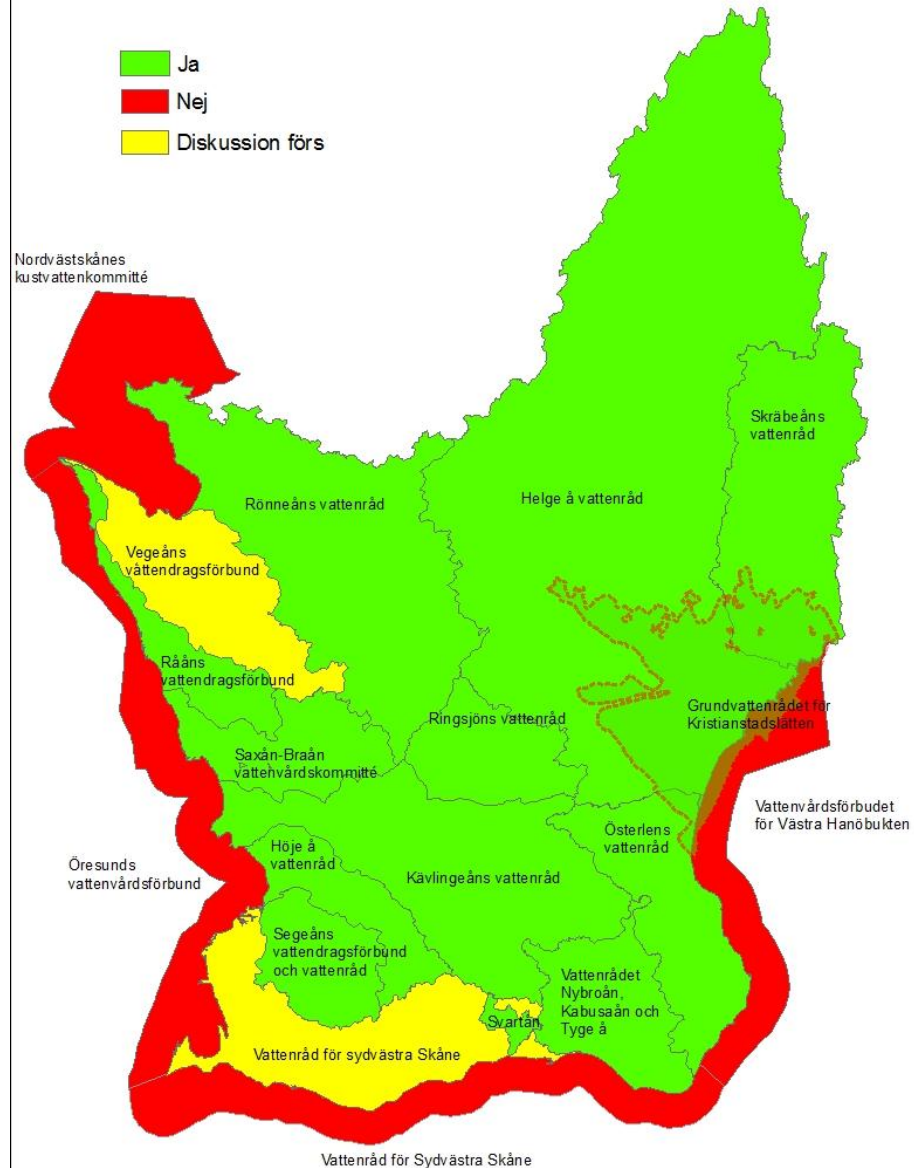 Ja
Nej
Diskussion förs
Nordvästskånes
kustvattenkommitté
Skräbeåns
vattenråd
Rönneåns vattenråd
Helge å vattenråd
Vegeåns
våttendragsförbund
Rååns
vattendragsförbund
Ringsjöns vattenråd
Grundvattenrådet för
Kristianstadslätten
Saxån-Braån
vattenvårdskommitté
Vattenvårdsförbudet
för Västra Hanöbukten
Österlens
vattenråd
Höje å
vattenråd
Kävlingeåns vattenråd
Öresunds
vattenvårdsförbund
Segeåns
vattendragsförbund
och vattenråd
Vattenrådet
Nybroån,
Kabusaån och
Tyge å
Svartån,
Vattenråd för sydvästra Skåne
Vattenråd för Sydvästra Skåne